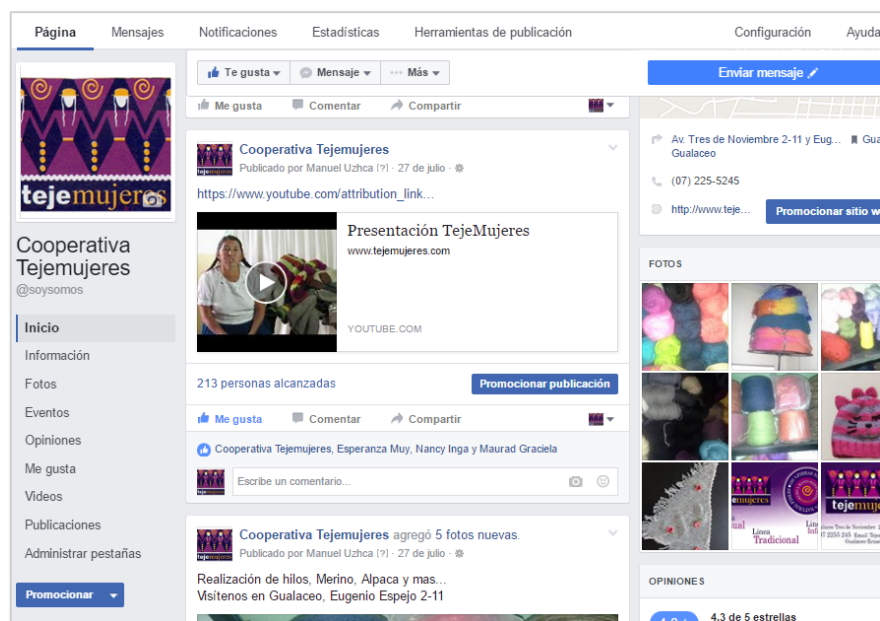 Página Mensajes Notificaciones Estadísticas Herramientas de publicación Configuración Ayuda
Te gusta Mensaje Más Enviar mensaje
Me gusta Comentar Compartir
tejemujeres
Cooperativa
Tejemujeres
@soysomos
Inicio
Información
Fotos
Eventos
Opiniones
Me gusta
Videos
Publicaciones
Administrar pestañas
Promocionar
Cooperativa Tejemujeres
Publicado por Manuel Uzhca [?] · 27 de julio ·
https://www.youtube.com/attribution_link...
Presentación TejeMujeres
www.tejemujeres.com
YOUTUBE.COM
213 personas alcanzadas
Promocionar publicación
Me gusta Comentar Compartir
Cooperativa Tejemujeres, Esperanza Muy, Nancy Inga y Maurad Graciela
Escribe un comentario...
Cooperativa Tejemujeres agregó 5 fotos nuevas.
Publicado por Manuel Uzhca [?] · 27 de julio ·
Realización de hilos, Merino, Alpaca y mas...
Visítenos en Gualaceo, Eugenio Espejo 2-11
Av. Tres de Noviembre 2-11 y Eug...
Gualaceo
(07) 225-5245
http://www.teje...
Promocionar sitio
FOTOS
Línea
Tradicional
OPINIONES
4.3 de 5 estrellas